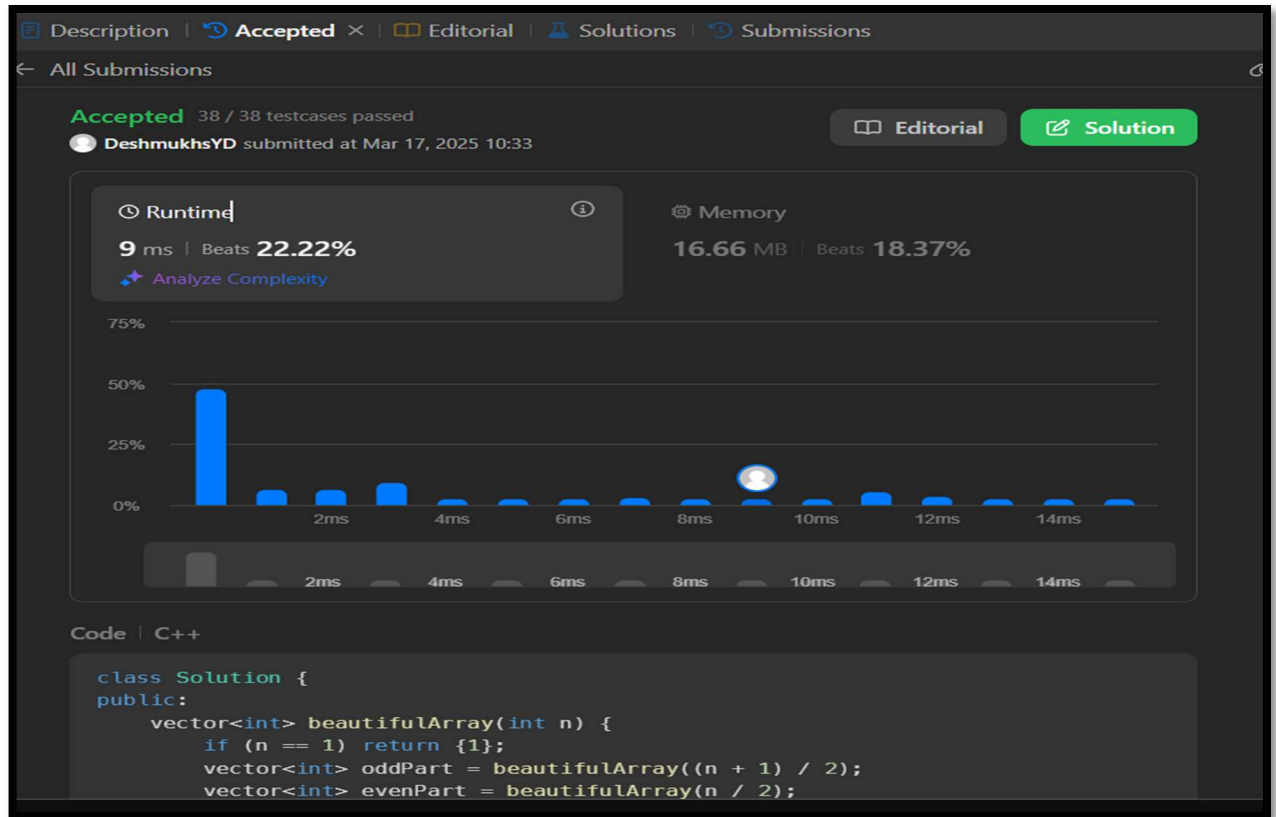 Description | Accepted × | Editorial | Solutions | Submissions
← All Submissions
Accepted 38 / 38 testcases passed
DeshmukhsYD submitted at Mar 17, 2025 10:33
Editorial
Solution
Runtime
9 ms | Beats 22.22%
Analyze Complexity
Memory
16.66 MB | Beats 18.37%
75%
50%
25%
0%
2ms 4ms 6ms 8ms 10ms 12ms 14ms
2ms 4ms 6ms 8ms 10ms 12ms 14ms
Code | C++
class Solution {
public:
    vector<int> beautifulArray(int n) {
        if (n == 1) return {1};
        vector<int> oddPart = beautifulArray((n + 1) / 2);
        vector<int> evenPart = beautifulArray(n / 2);